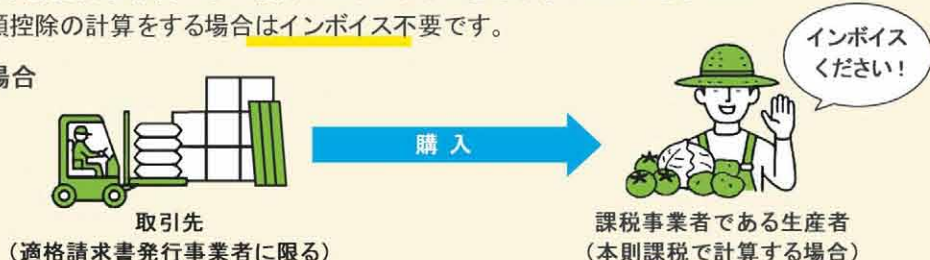 額控除の計算をする場合はインボイス不要です。
場合
インボイス
ください!
購入
取引先
(適格請求書発行事業者に限る)
課税事業者である生産者
(本則課税で計算する場合)